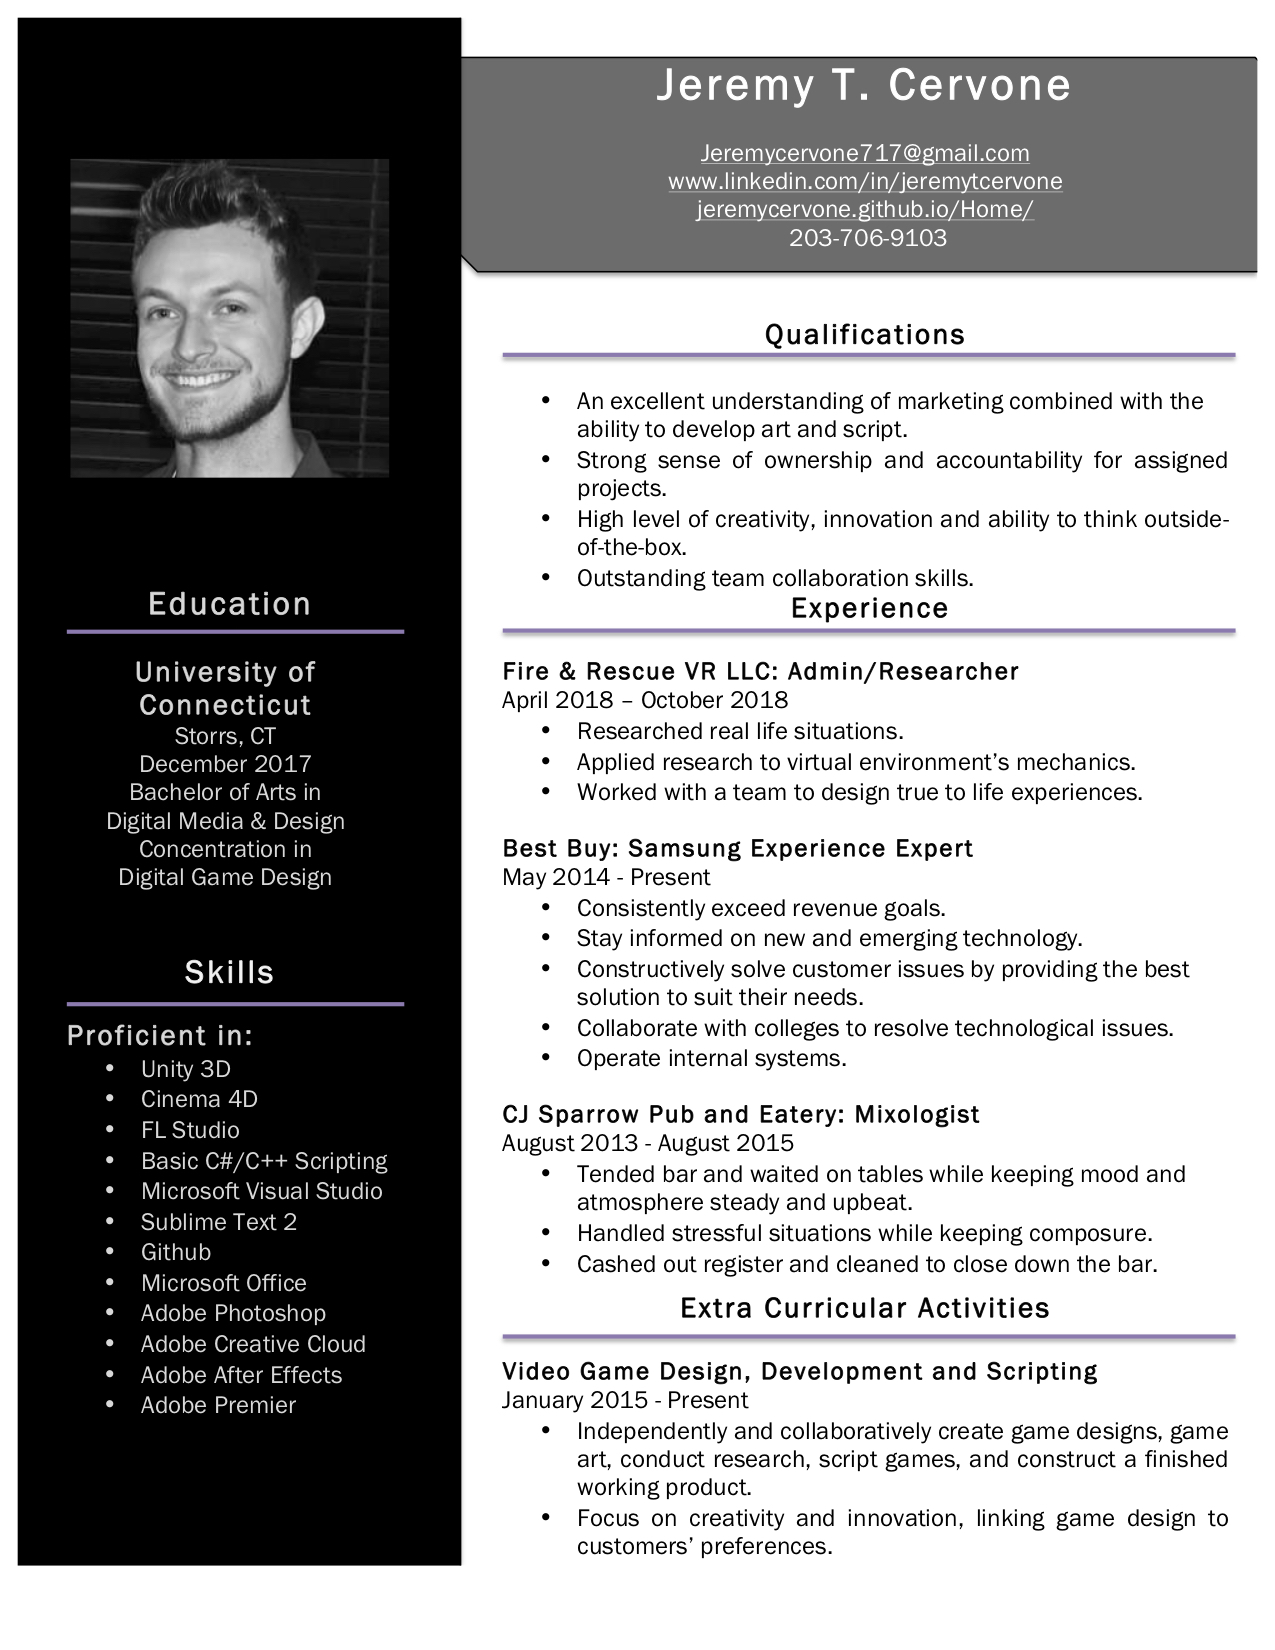 Jeremy T. Cervone
Jeremycervone717@gmail.com
www.linkedin.com/in/jeremytcervone
jeremycervone.github.io/Home/
203-706-9103
Education
University of
Connecticut
Storrs, CT
December 2017
Bachelor of Arts in
Digital Media & Design
Concentration in
Digital Game Design
Skills
Proficient in:
• Unity 3D
• Cinema 4D
• FL Studio
• Basic C#/C++ Scripting
• Microsoft Visual Studio
• Sublime Text 2
• Github
• Microsoft Office
• Adobe Photoshop
• Adobe Creative Cloud
• Adobe After Effects
• Adobe Premier
Qualifications
• An excellent understanding of marketing combined with the
ability to develop art and script.
• Strong sense of ownership and accountability for assigned
projects.
• High level of creativity, innovation and ability to think outside-
of-the-box.
• Outstanding team collaboration skills.
Experience
Fire & Rescue VR LLC: Admin/Researcher
April 2018 – October 2018
• Researched real life situations.
• Applied research to virtual environment’s mechanics.
• Worked with a team to design true to life experiences.
Best Buy: Samsung Experience Expert
May 2014 - Present
• Consistently exceed revenue goals.
• Stay informed on new and emerging technology.
• Constructively solve customer issues by providing the best
solution to suit their needs.
• Collaborate with colleges to resolve technological issues.
• Operate internal systems.
CJ Sparrow Pub and Eatery: Mixologist
August 2013 - August 2015
• Tended bar and waited on tables while keeping mood and
atmosphere steady and upbeat.
• Handled stressful situations while keeping composure.
• Cashed out register and cleaned to close down the bar.
Extra Curricular Activities
Video Game Design, Development and Scripting
January 2015 - Present
• Independently and collaboratively create game designs, game
art, conduct research, script games, and construct a finished
working product.
• Focus on creativity and innovation, linking game design to
customers’ preferences.